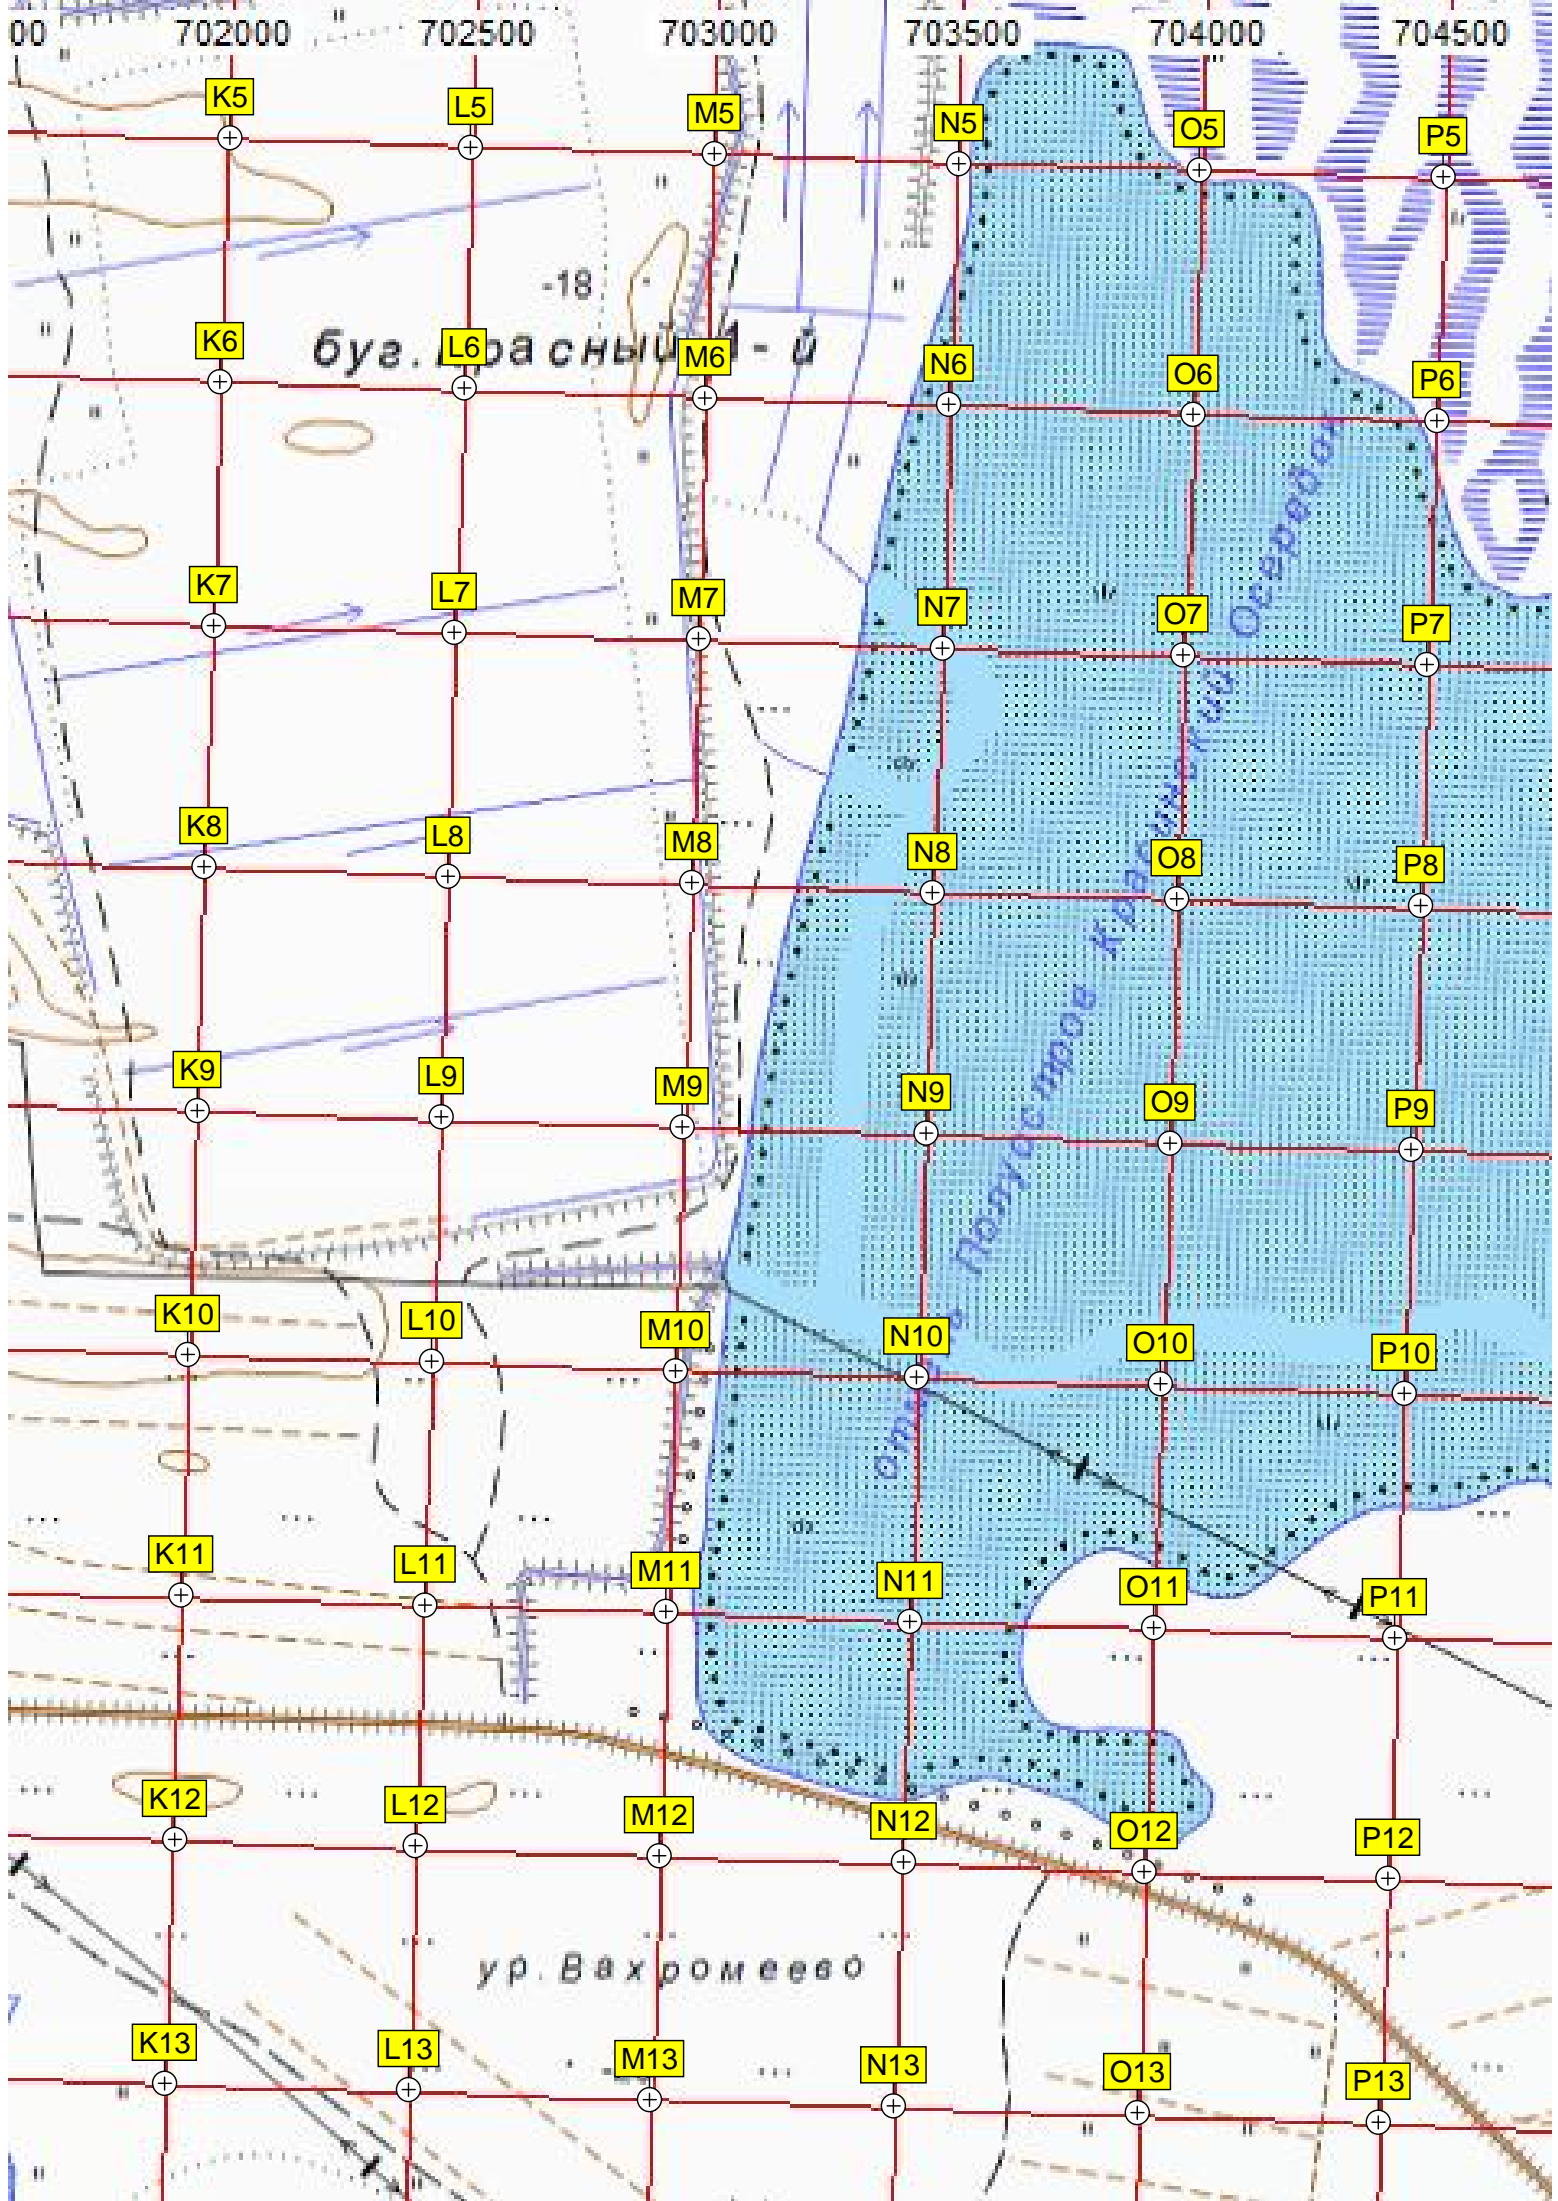 00 702000 702500 703000 703500 704000 704500
K5 L5 M5 N5 O5 P5
-18
буг. расный - й
K6 L6 M6 N6 O6 P6
K7 L7 M7 N7 O7 P7
K8 L8 M8 N8 O8 P8
K9 L9 M9 N9 O9 P9
K10 L10 M10 N10 O10 P10
K11 L11 M11 N11 O11 P11
K12 L12 M12 N12 O12 P12
ур. Вахромеево
K13 L13 M13 N13 O13 P13
Полуостров
Осередок